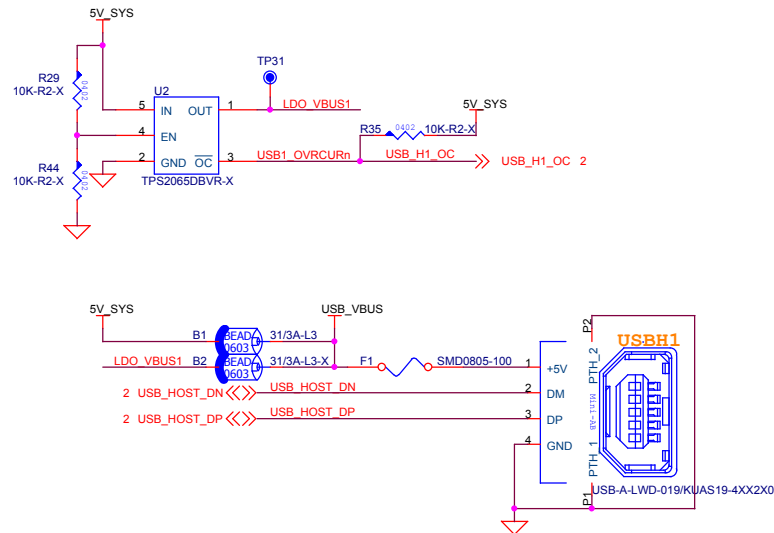 5V_SYS
TP31
R29
10K-R2-X
0402
U2
5 IN OUT 1
LDO_VBUS1
5V_SYS
4 EN
R35 0402 10K-R2-X
R44
10K-R2-X
0402
2 GND OC 3
USB1_OVRCURn
USB_H1_OC
USB_H1_OC 2
TPS2065DBVR-X
5V_SYS
USB_VBUS
B1 BEAD 0603 31/3A-L3
LDO_VBUS1 B2 BEAD 0603 31/3A-L3-X
F1 SMD0805-100
2 USB_HOST_DN USB_HOST_DN
2 USB_HOST_DP USB_HOST_DP
1 +5V
2 DM
3 DP
4 GND
P2
PTH_2
USBH1
Mini-AB
PTH_1
P1
USB-A-LWD-019/KUAS19-4XX2X0